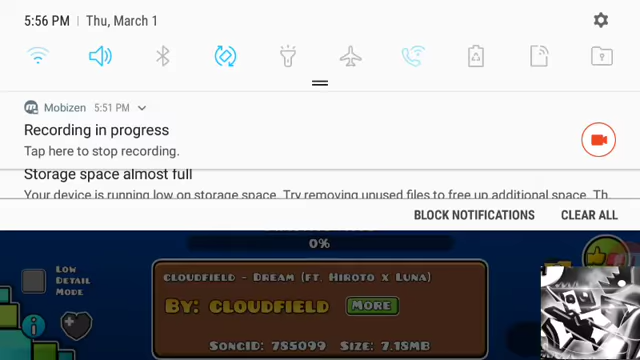 5:56 PM | Thu, March 1
Mobizen 5:51 PM
Recording in progress
Tap here to stop recording.
Storage space almost full
Your device is running low on storage space. Try removing unused files to free up additional space. Th...
BLOCK NOTIFICATIONS CLEAR ALL
0%
Low
Detail
Mode
Cloudfield - Dream (ft. Hiroto x Luna)
By: Cloudfield More
SongID: 785099 Size: 7.18MB